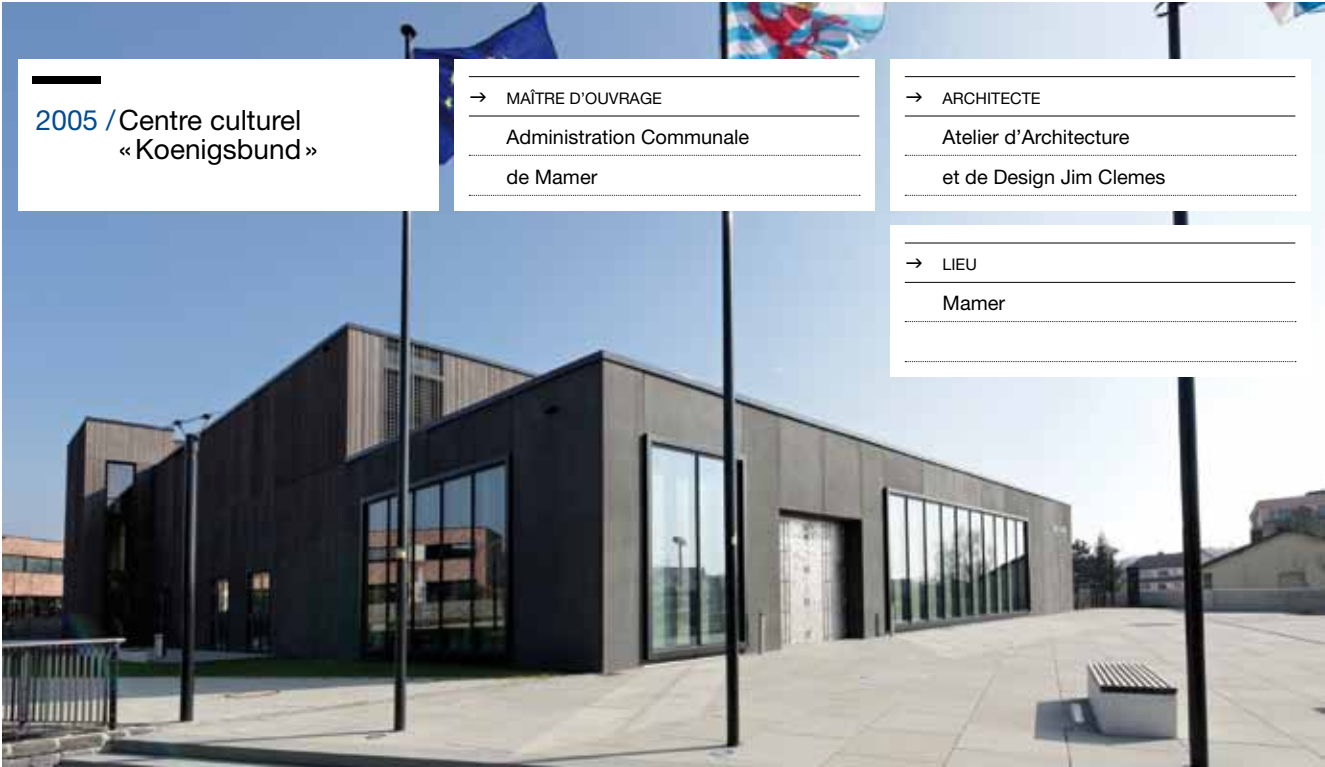 2005 / Centre culturel
«Koenigsbund»
→ MAÎTRE D'OUVRAGE
Administration Communale
de Mamer
→ ARCHITECTE
Atelier d'Architecture
et de Design Jim Clemes
→ LIEU
Mamer